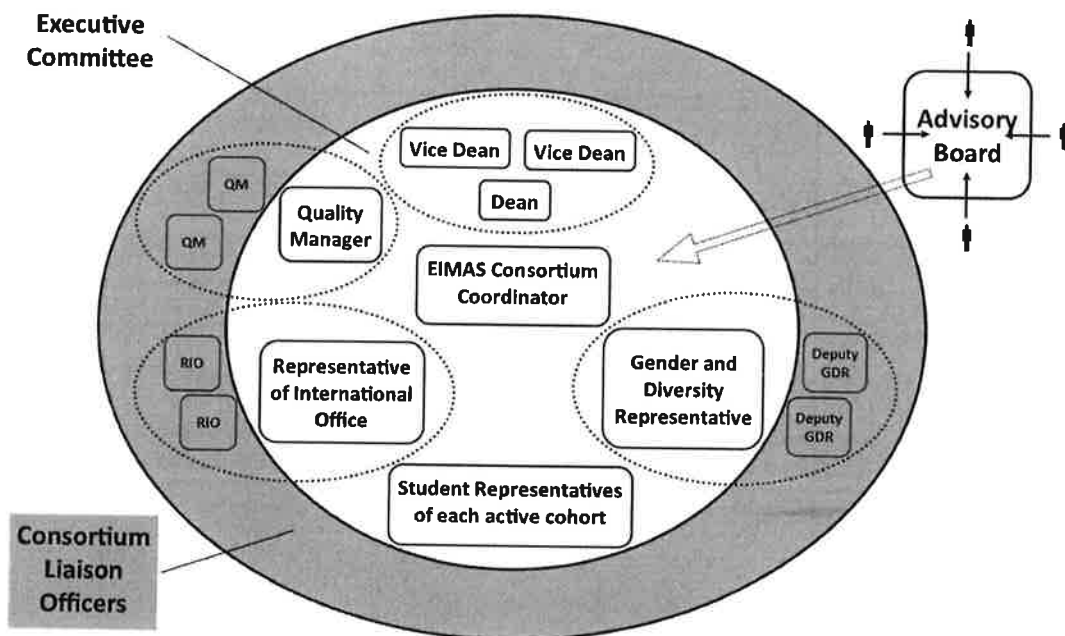 Executive
Committee
Vice Dean
Vice Dean
Dean
Advisory
Board
QM
QM
Quality
Manager
EIMAS Consortium
Coordinator
RIO
RIO
Representative
of International
Office
Gender and
Diversity
Representative
Deputy
GDR
Deputy
GDR
Student Representatives
of each active cohort
Consortium
Liaison
Officers